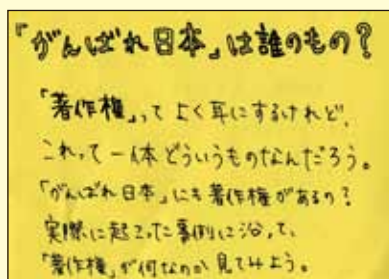 『がんばれ日本』は誰のもの？
「著作権」って よく耳にするけれど、
これって 一体 どういうものなんだろう。
「がんばれ日本」にも著作権があるの？
実際に起こった事例に沿って、
「著作権」が何なのか 見てみよう。